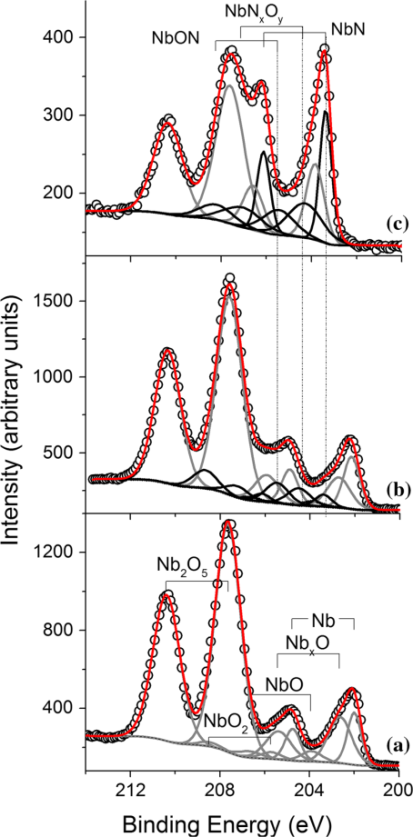 NbNₓOᵧ
NbON
NbN
400
300
200
(c)
1500
1000
500
(b)
Intensity (arbitrary units)
Nb₂O₅
Nb
NbₓO
NbO
NbO₂
1200
800
400
(a)
212 208 204 200
Binding Energy (eV)